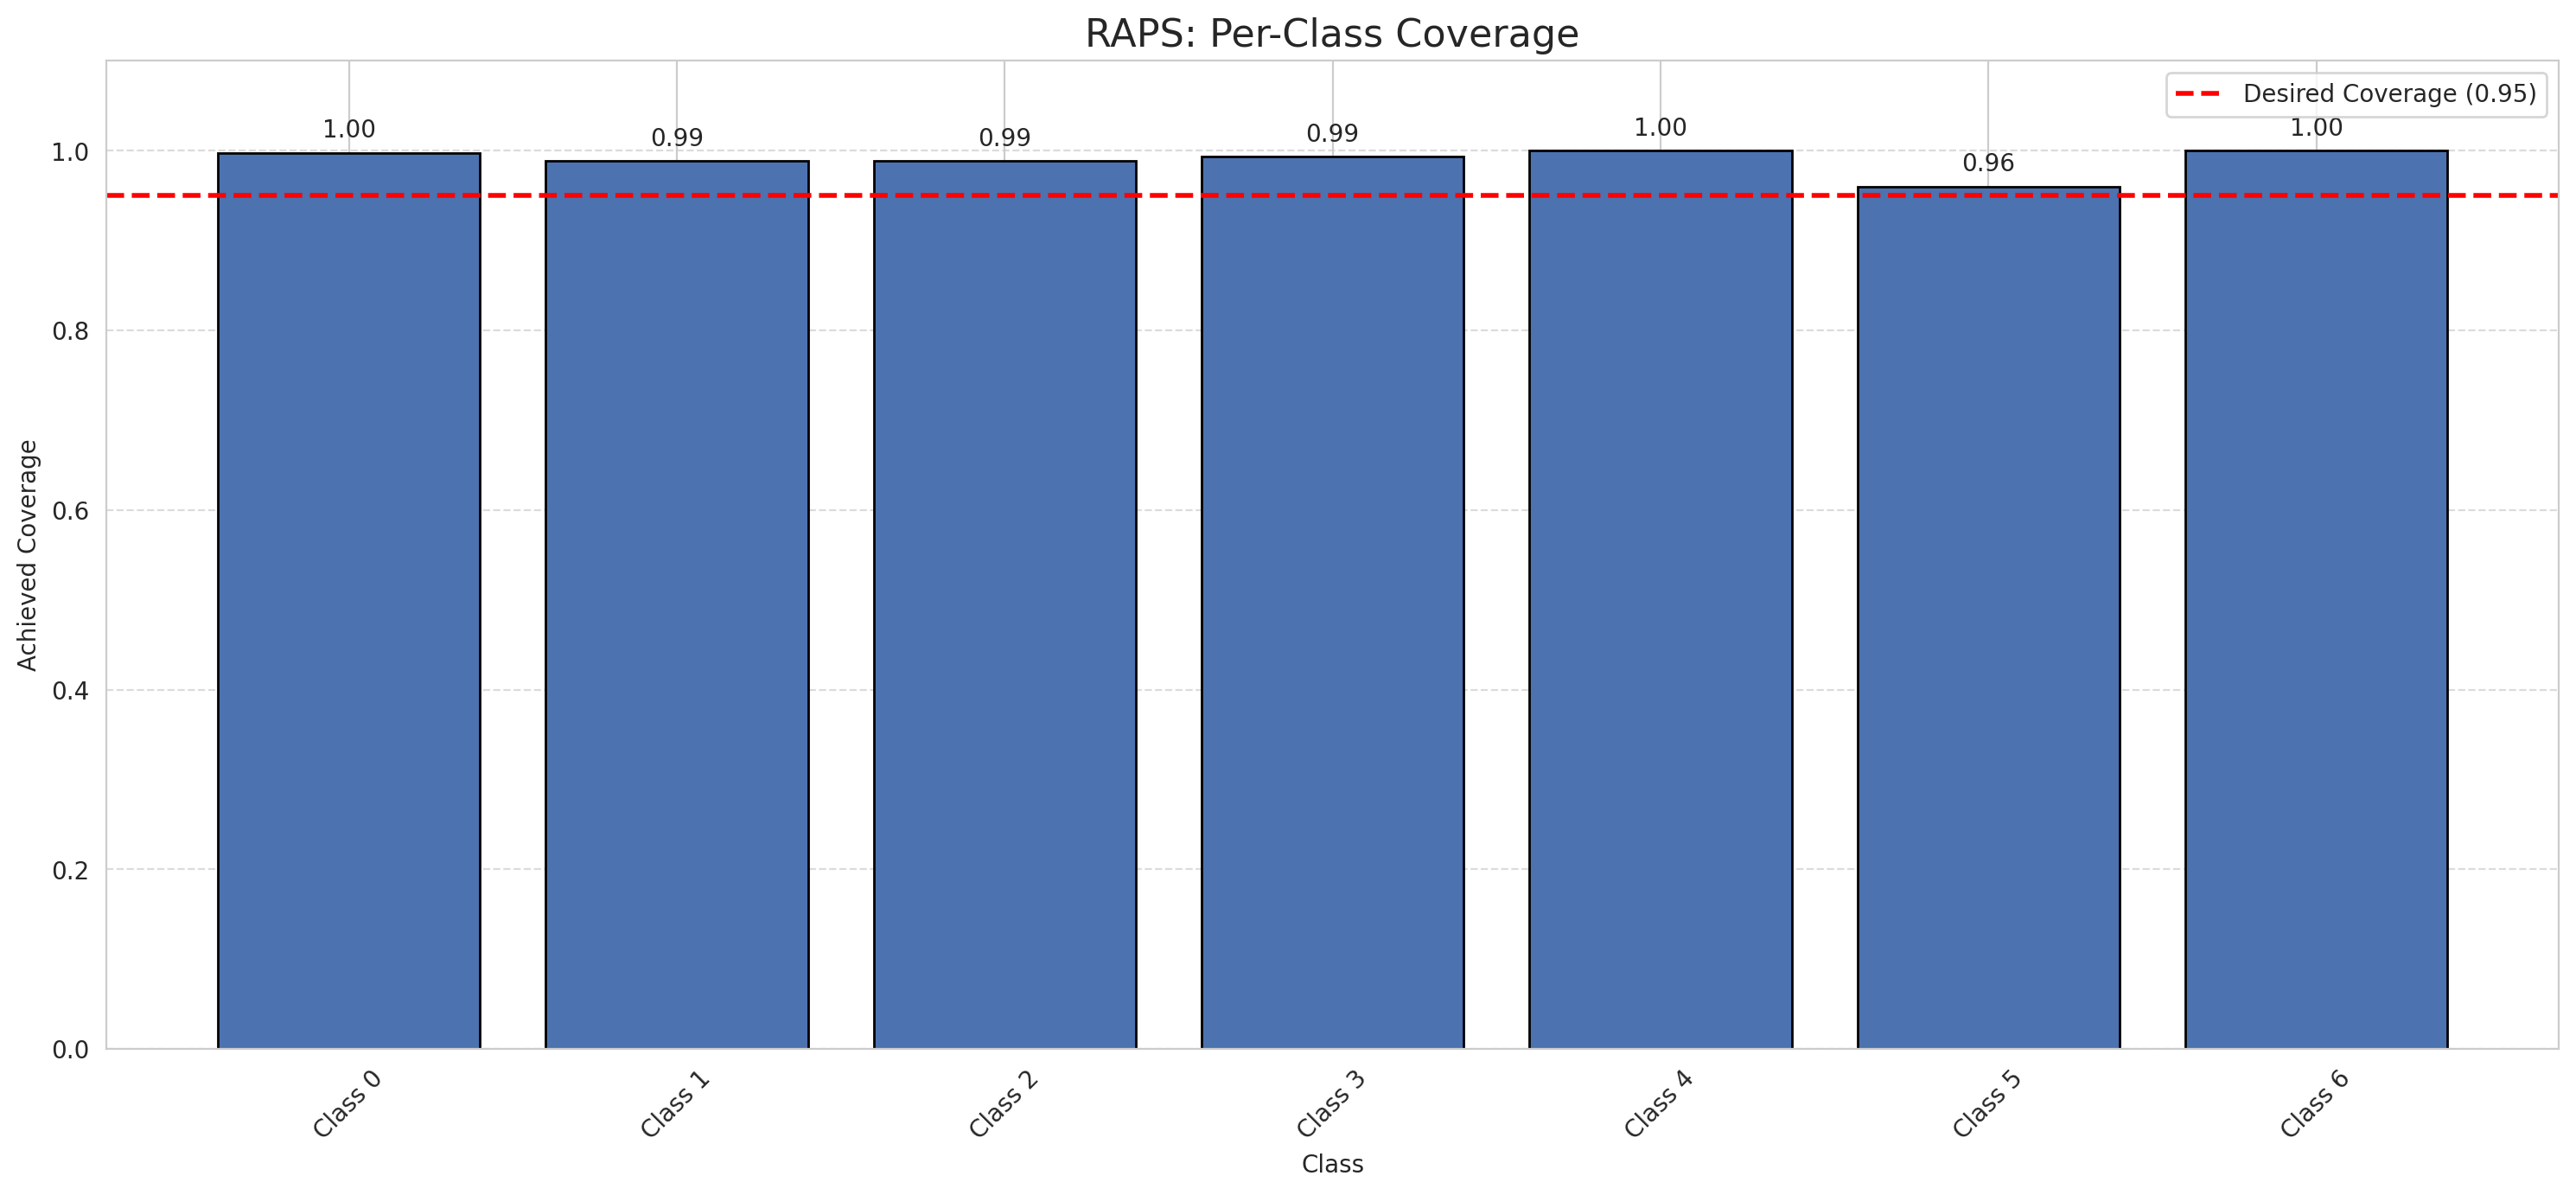 RAPS: Per-Class Coverage
Desired Coverage (0.95)
1.00
0.99
0.99
0.99
1.00
0.96
1.00
1.0
0.8
0.6
0.4
0.2
0.0
Achieved Coverage
Class 0
Class 1
Class 2
Class 3
Class 4
Class 5
Class 6
Class